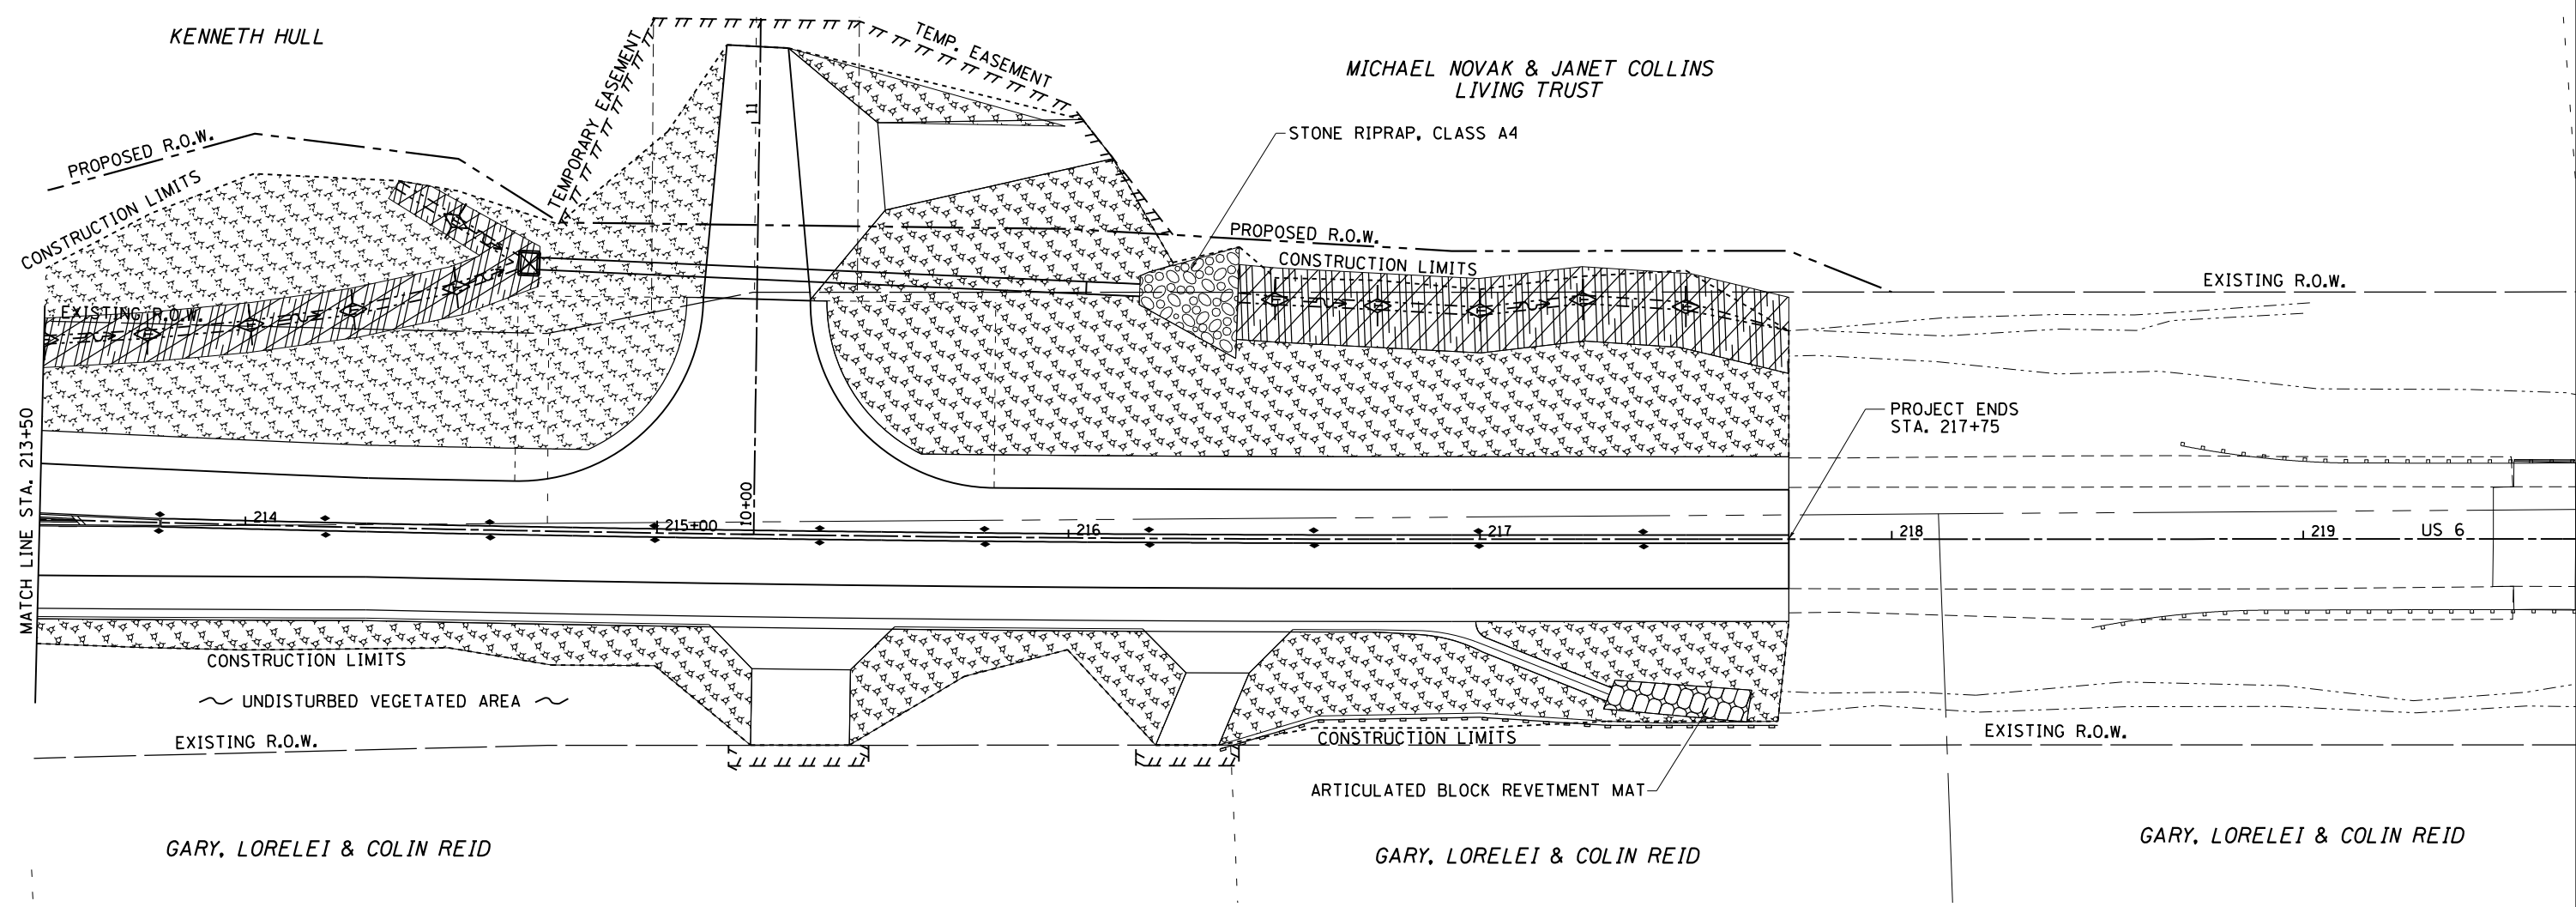 KENNETH HULL
TEMPORARY EASEMENT
TEMP. EASEMENT
MICHAEL NOVAK & JANET COLLINS
LIVING TRUST
11
STONE RIPRAP, CLASS A4
PROPOSED R.O.W.
CONSTRUCTION LIMITS
PROPOSED R.O.W.
CONSTRUCTION LIMITS
EXISTING R.O.W.
EXISTING R.O.W.
PROJECT ENDS
STA. 217+75
MATCH LINE STA. 213+50
10+00
214
215+00
216
217
218
219
US 6
CONSTRUCTION LIMITS
UNDISTURBED VEGETATED AREA
EXISTING R.O.W.
CONSTRUCTION LIMITS
EXISTING R.O.W.
ARTICULATED BLOCK REVETMENT MAT
GARY, LORELEI & COLIN REID
GARY, LORELEI & COLIN REID
GARY, LORELEI & COLIN REID